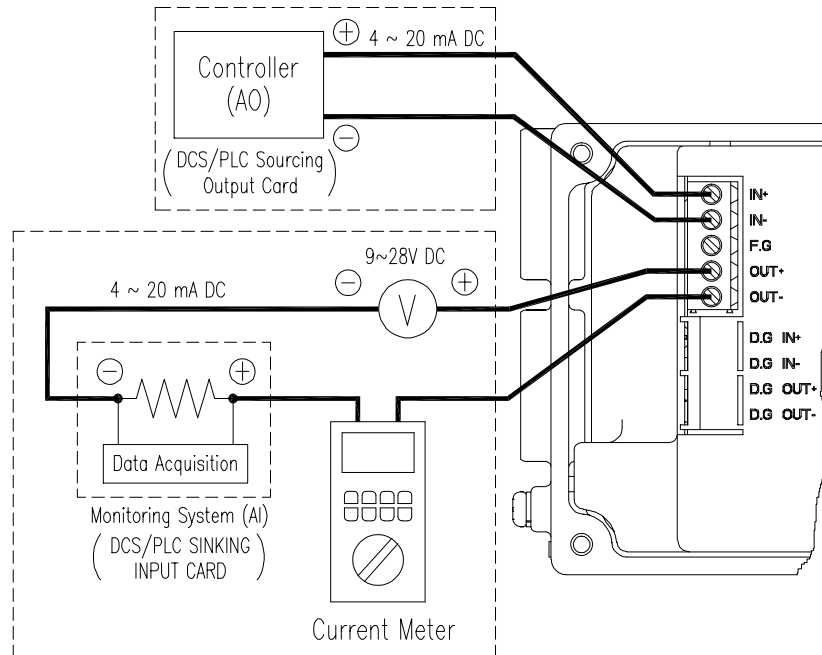 ⊕ 4 ~ 20 mA DC
Controller
(AO)
⊖
( DCS/PLC Sourcing
Output Card )
IN+
IN-
F.G
OUT+
OUT-
D.G IN+
D.G IN-
D.G OUT+
D.G OUT-
9~28V DC
⊖ ⊕
4 ~ 20 mA DC
V
⊖ ⊕
Data Acquisition
Monitoring System (AI)
( DCS/PLC SINKING
INPUT CARD )
Current Meter